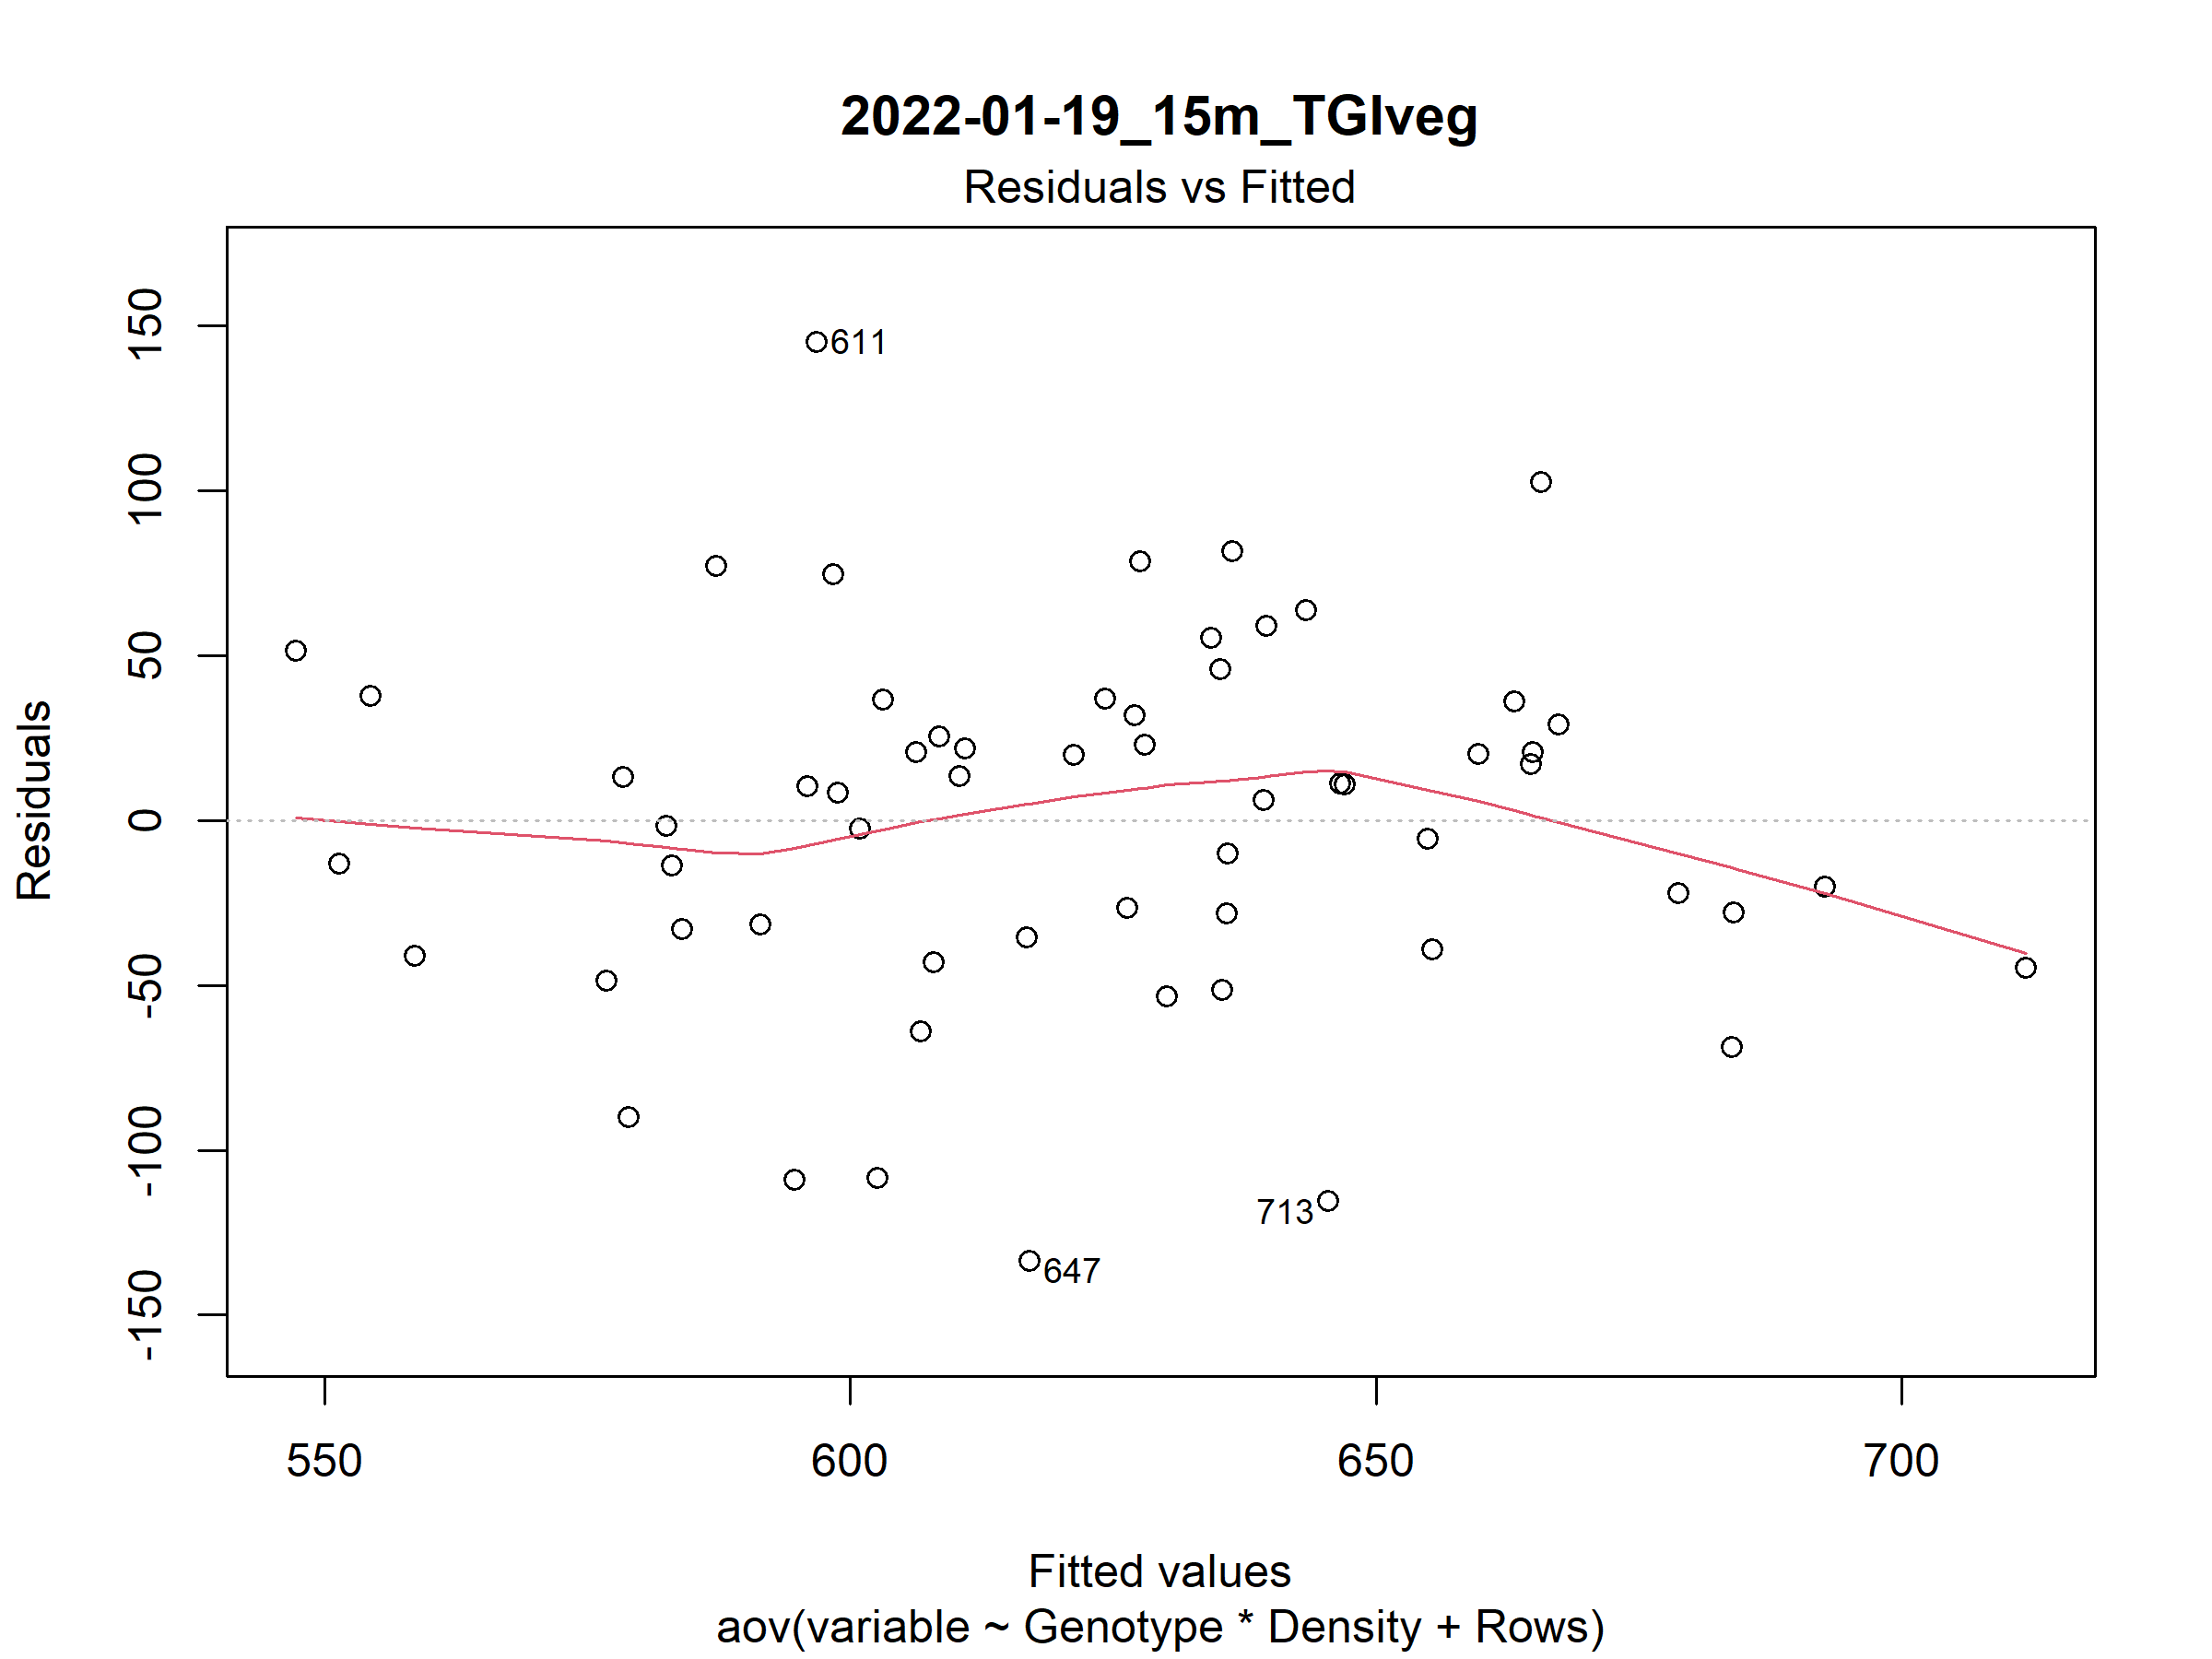 2022-01-19_15m_TGIveg
Residuals vs Fitted
150
100
50
0
-50
-100
-150
Residuals
611
713
647
550 600 650 700
Fitted values
aov(variable ~ Genotype * Density + Rows)